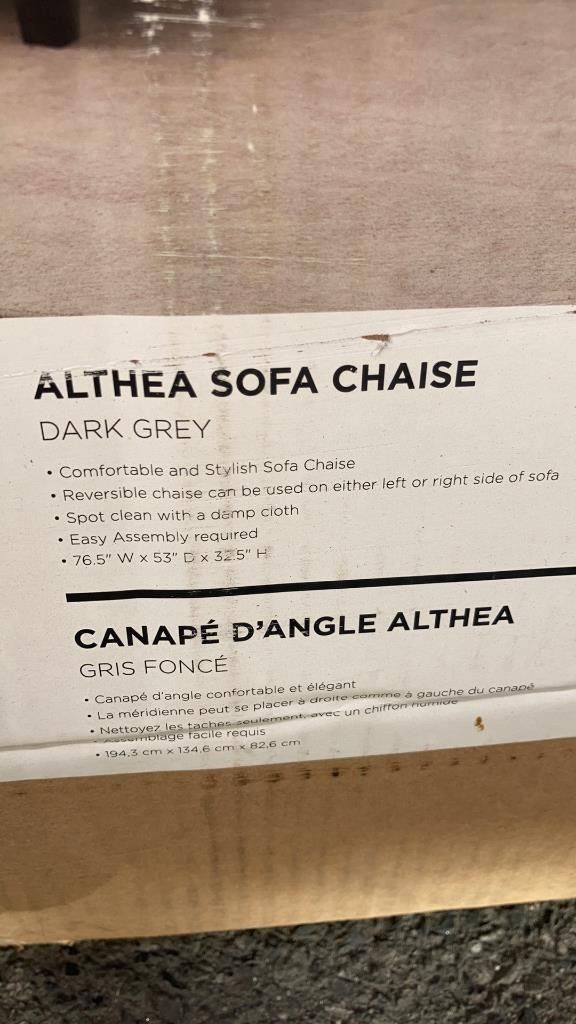 ALTHEA SOFA CHAISE
DARK GREY
• Comfortable and Stylish Sofa Chaise
• Reversible chaise can be used on either left or right side of sofa
• Spot clean with a damp cloth
• Easy Assembly required
• 76.5" W x 53" D x 32.5" H
CANAPÉ D'ANGLE ALTHEA
GRIS FONCÉ
• Canapé d'angle confortable et élégant
• La méridienne peut se placer à droite comme à gauche du canapé
• Nettoyez les taches seulement, avec un chiffon humide
• Assemblage facile requis
• 194,3 cm x 134,6 cm x 82,6 cm